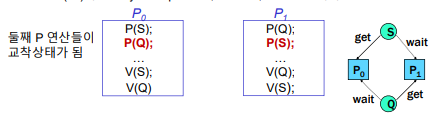 P0
P1
둘째 P 연산들이
교착상태가 됨
P(S);
P(Q);
...
V(S);
V(Q)
P(Q);
P(S);
...
V(Q);
V(S);
S
get
wait
P0
P1
wait
get
Q